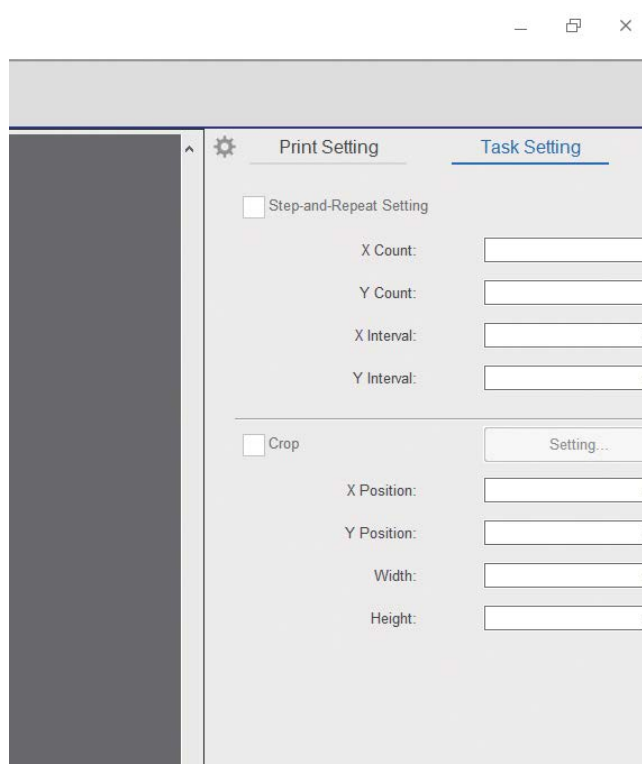 Print Setting Task Setting
Step-and-Repeat Setting
X Count:
Y Count:
X Interval:
Y Interval:
Crop Setting...
X Position:
Y Position:
Width:
Height: